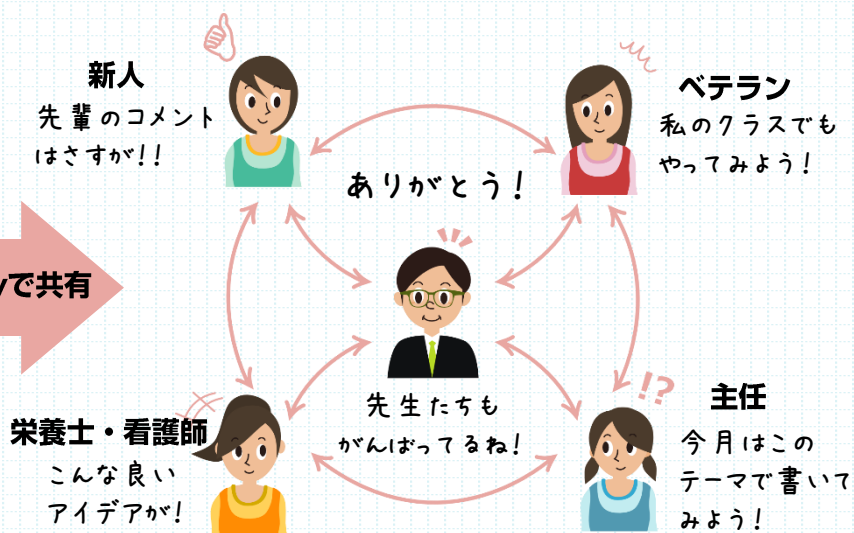 新人
先輩のコメント
はさすが!!
ベテラン
私のクラスでも
やってみよう!
ありがとう!
yで共有
先生たちも
がんばってるね!
栄養士・看護師
こんな良い
アイデアが!
!?
主任
今月はこの
テーマで書いて
みよう!